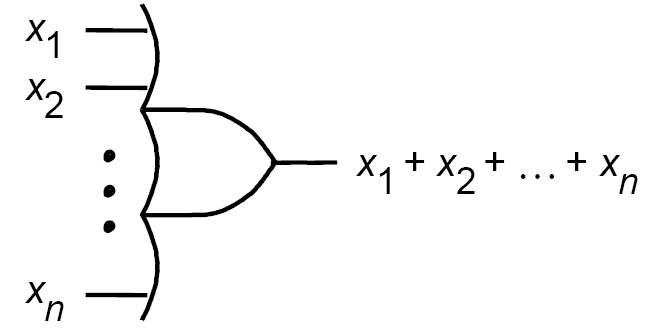 x₁
x₂
xₙ
x₁ + x₂ + … + xₙ